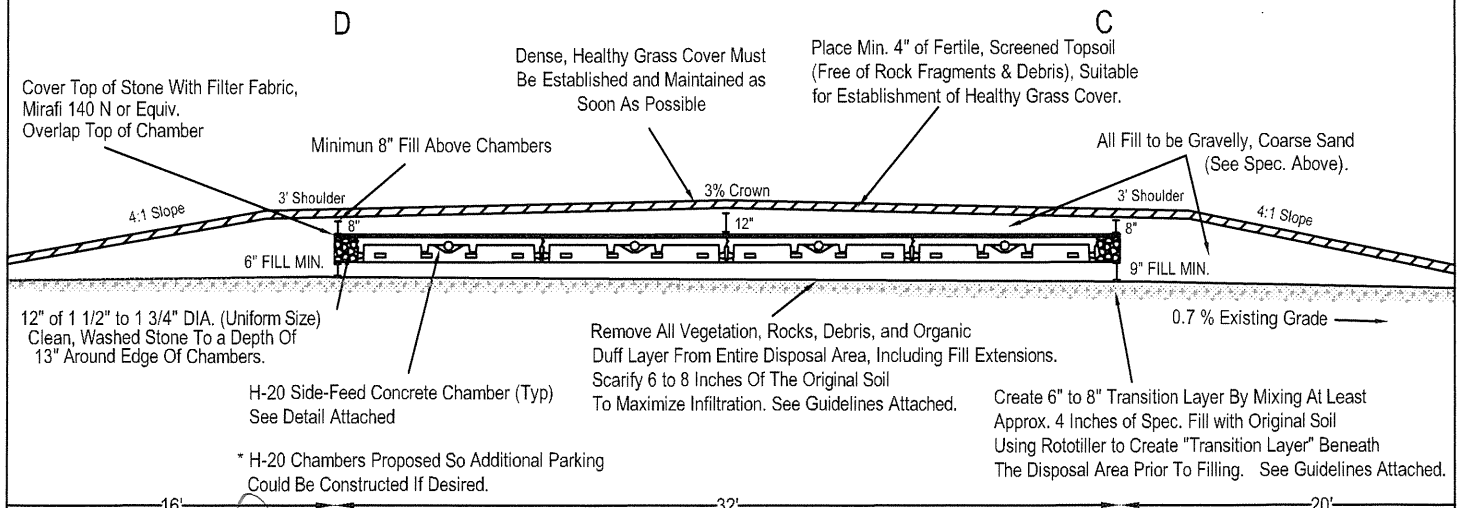 D
C
Dense, Healthy Grass Cover Must
Be Established and Maintained as
Soon As Possible
Place Min. 4" of Fertile, Screened Topsoil
(Free of Rock Fragments & Debris), Suitable
for Establishment of Healthy Grass Cover.
Cover Top of Stone With Filter Fabric,
Mirafi 140 N or Equiv.
Overlap Top of Chamber
Minimun 8" Fill Above Chambers
All Fill to be Gravelly, Coarse Sand
(See Spec. Above).
4:1 Slope
3' Shoulder
3% Crown
3' Shoulder
4:1 Slope
8"
12"
8"
6" FILL MIN.
9" FILL MIN.
12" of 1 1/2" to 1 3/4" DIA. (Uniform Size)
Clean, Washed Stone To a Depth Of
13" Around Edge Of Chambers.
0.7 % Existing Grade
Remove All Vegetation, Rocks, Debris, and Organic
Duff Layer From Entire Disposal Area, Including Fill Extensions.
Scarify 6 to 8 Inches Of The Original Soil
To Maximize Infiltration. See Guidelines Attached.
H-20 Side-Feed Concrete Chamber (Typ)
See Detail Attached
Create 6" to 8" Transition Layer By Mixing At Least
Approx. 4 Inches of Spec. Fill with Original Soil
Using Rototiller to Create "Transition Layer" Beneath
The Disposal Area Prior To Filling. See Guidelines Attached.
* H-20 Chambers Proposed So Additional Parking
Could Be Constructed If Desired.
16'
32'
20'